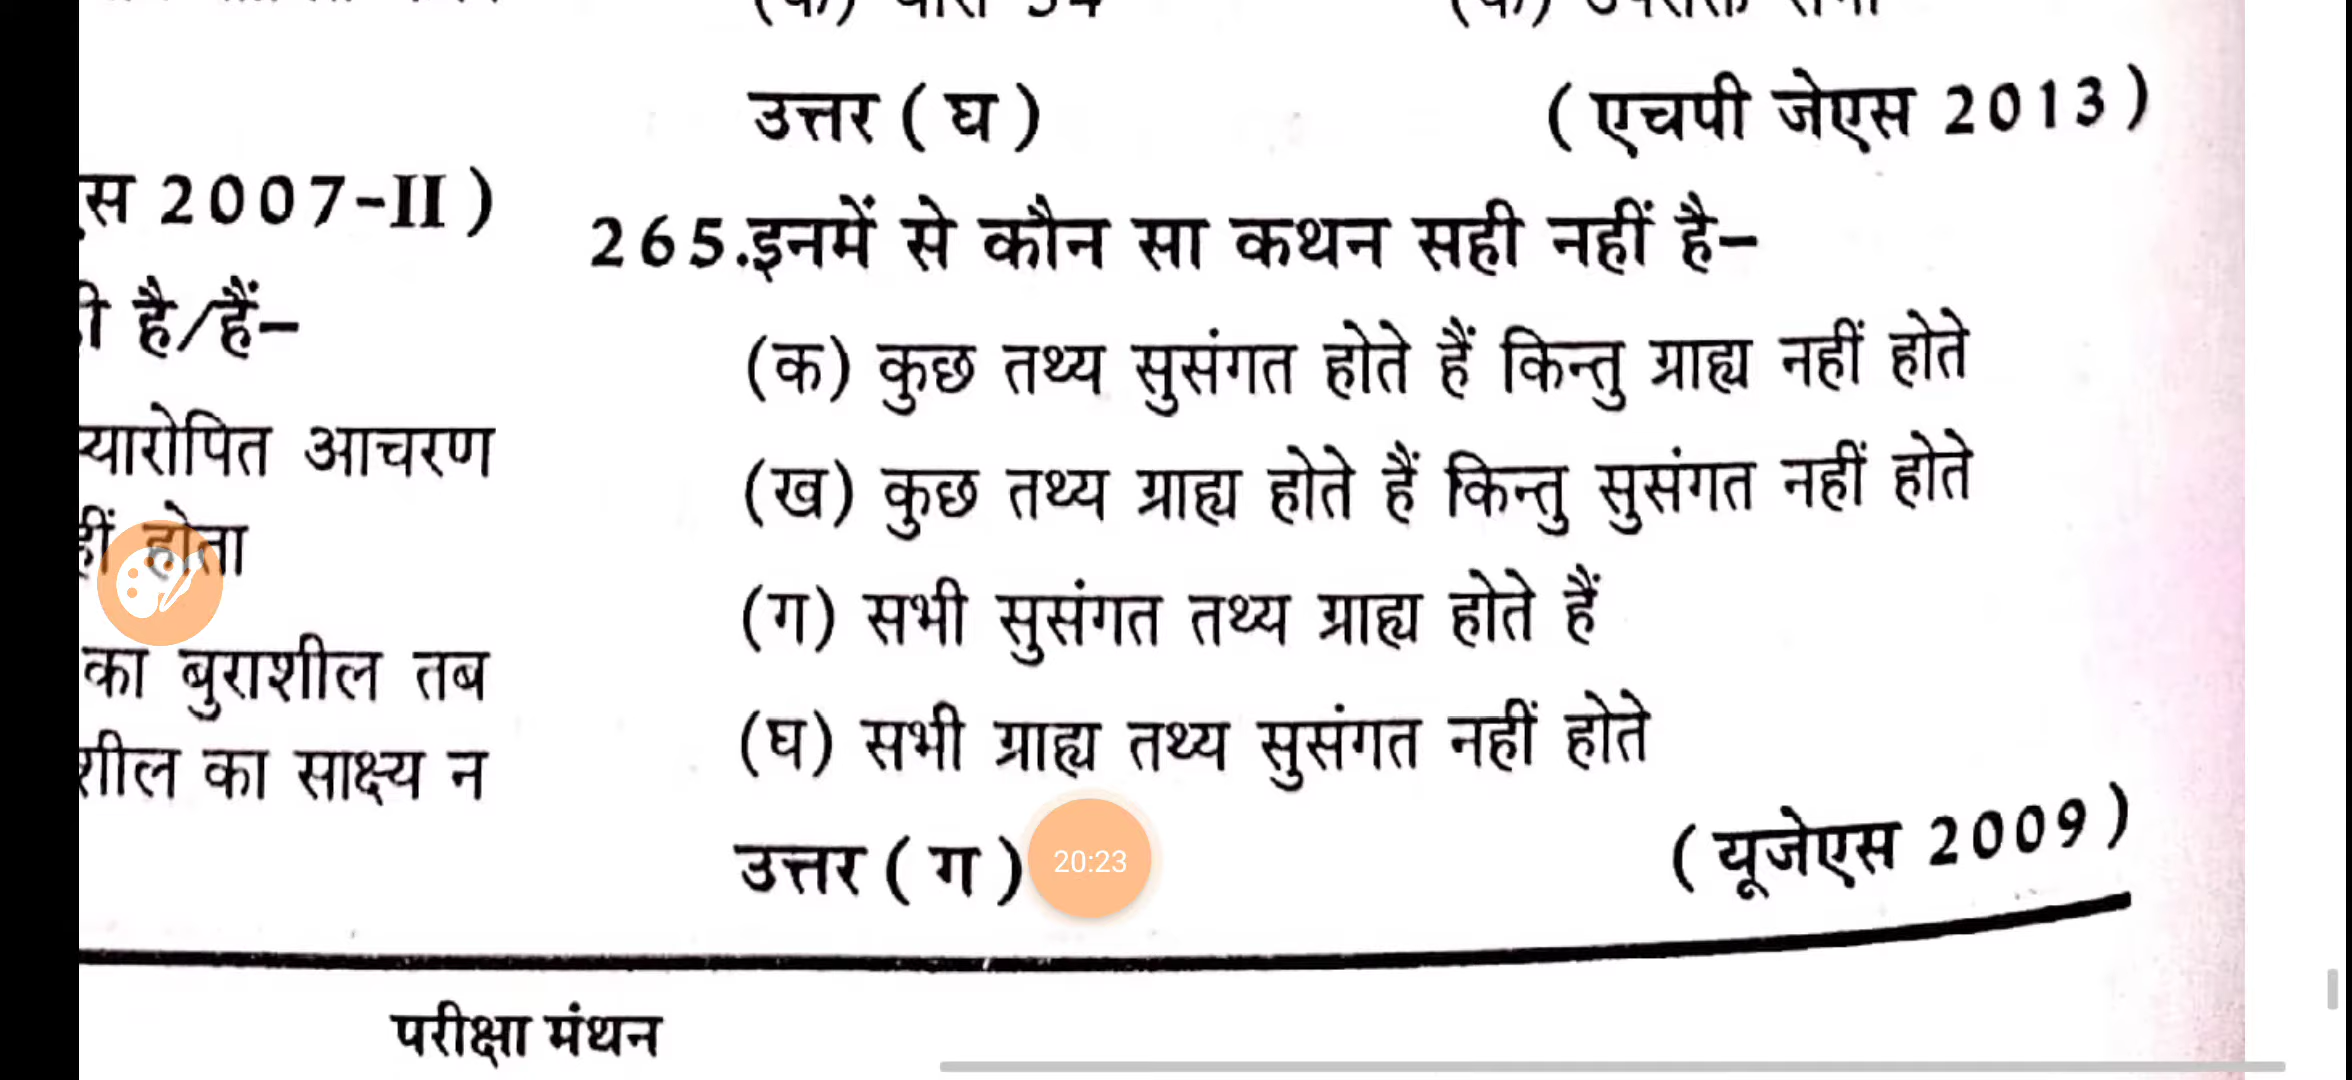 स 2007-II)
है/हैं-
यारोपित आचरण
होता
का बुराशील तब
शील का साक्ष्य न
उत्तर (घ) (एचपी जेएस 2013)
265.इनमें से कौन सा कथन सही नहीं है-
(क) कुछ तथ्य सुसंगत होते हैं किन्तु ग्राह्य नहीं होते
(ख) कुछ तथ्य ग्राह्य होते हैं किन्तु सुसंगत नहीं होते
(ग) सभी सुसंगत तथ्य ग्राह्य होते हैं
(घ) सभी ग्राह्य तथ्य सुसंगत नहीं होते
उत्तर (ग) 20:23 (यूजेएस 2009)
परीक्षा मंथन